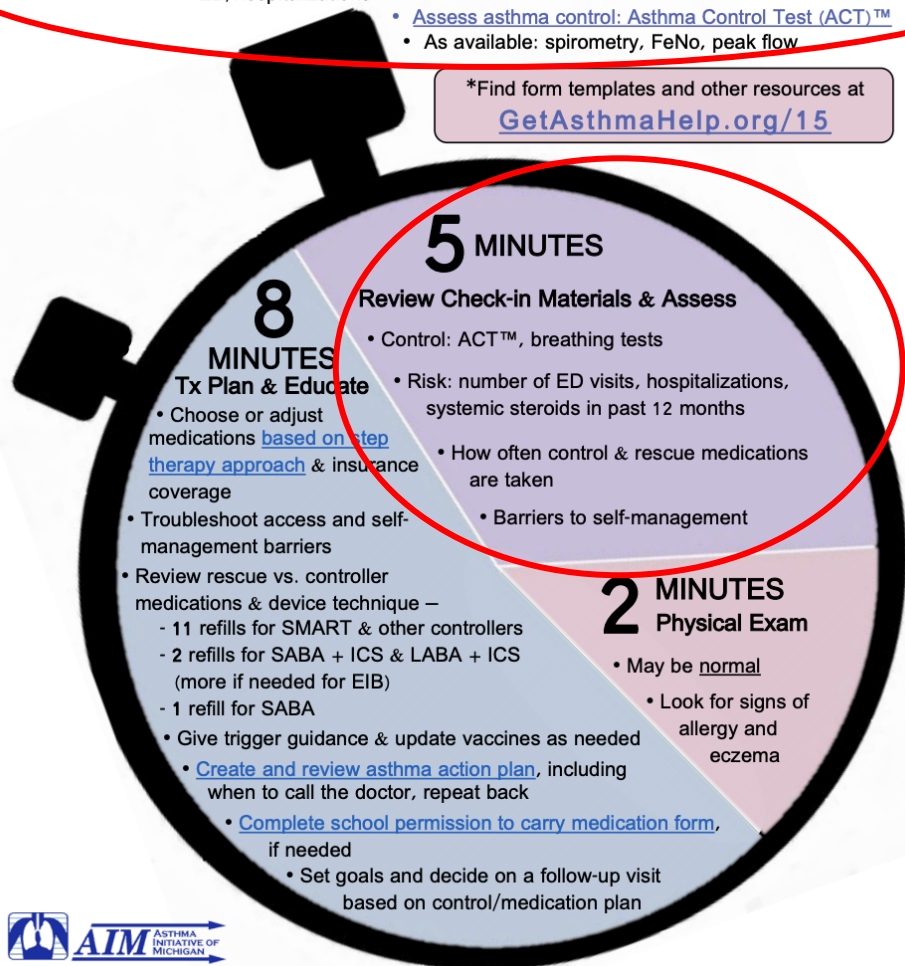 • Assess asthma control: Asthma Control Test (ACT)™
• As available: spirometry, FeNo, peak flow
*Find form templates and other resources at
GetAsthmaHelp.org/15
5 MINUTES
Review Check-in Materials & Assess
• Control: ACT™, breathing tests
• Risk: number of ED visits, hospitalizations,
systemic steroids in past 12 months
• How often control & rescue medications
are taken
• Barriers to self-management
8
MINUTES
Tx Plan & Educate
• Choose or adjust
medications based on step
therapy approach & insurance
coverage
• Troubleshoot access and self-
management barriers
• Review rescue vs. controller
medications & device technique –
- 11 refills for SMART & other controllers
- 2 refills for SABA + ICS & LABA + ICS
(more if needed for EIB)
- 1 refill for SABA
• Give trigger guidance & update vaccines as needed
• Create and review asthma action plan, including
when to call the doctor, repeat back
• Complete school permission to carry medication form,
if needed
• Set goals and decide on a follow-up visit
based on control/medication plan
2 MINUTES
Physical Exam
• May be normal
• Look for signs of
allergy and
eczema
AIM ASTHMA
INITIATIVE OF
MICHIGAN